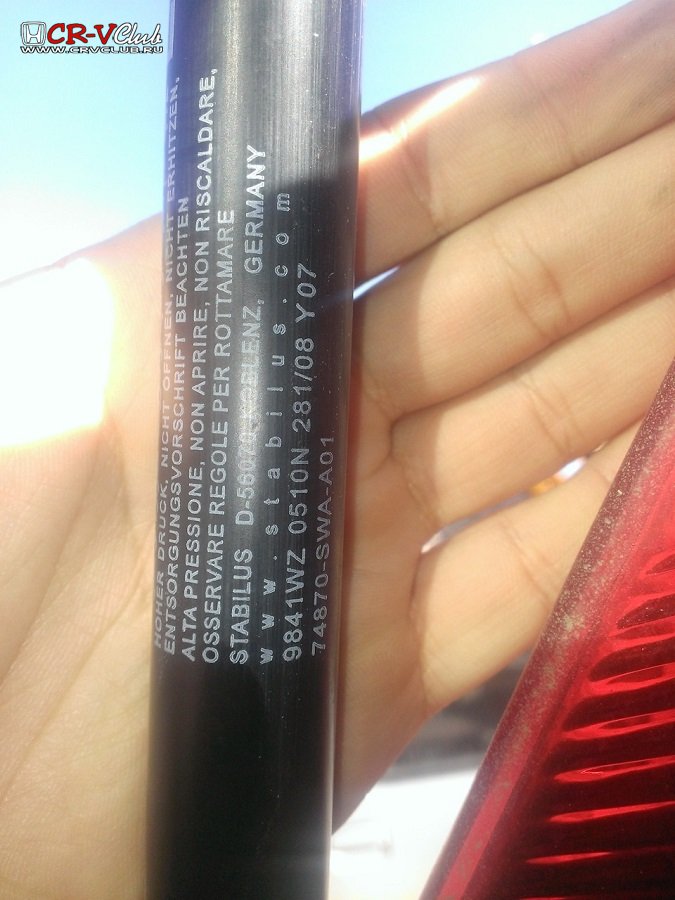 CR-VClub
WWW.CRVCLUB.RU
HOHER DRUCK, NICHT ÖFFNEN, NICHT ERHITZEN,
ENTSORGUNGSVORSCHRIFT BEACHTEN
ALTA PRESSIONE, NON APRIRE, NON RISCALDARE,
OSSERVARE REGOLE PER ROTTAMARE
STABILUS D-56070 KOBLENZ, GERMANY
www.stabilus.com
9841WZ 0510N 281/08 Y07
74870-SWA-A01